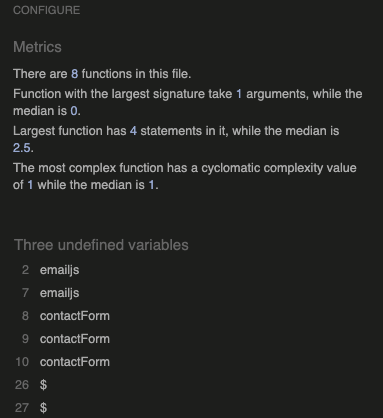 CONFIGURE
Metrics
There are 8 functions in this file.
Function with the largest signature take 1 arguments, while the
median is 0.
Largest function has 4 statements in it, while the median is
2.5.
The most complex function has a cyclomatic complexity value
of 1 while the median is 1.
Three undefined variables
2 emailjs
7 emailjs
8 contactForm
9 contactForm
10 contactForm
26 $
27 $